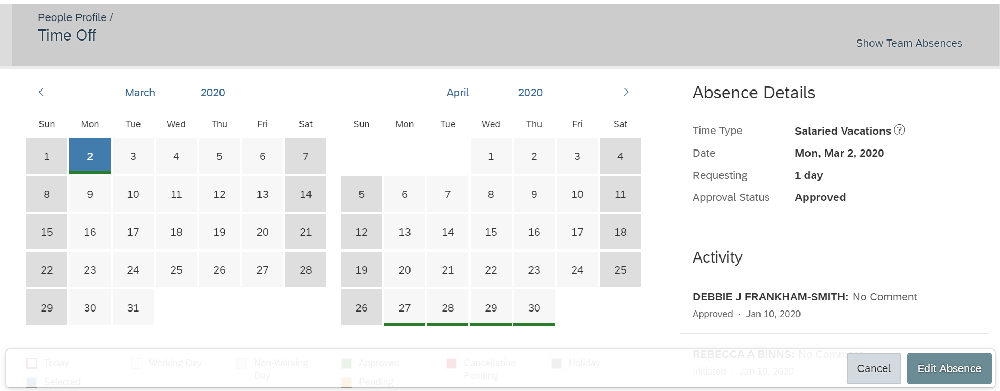 People Profile /
Time Off
Show Team Absences
March 2020
Sun Mon Tue Wed Thu Fri Sat
1 2 3 4 5 6 7
8 9 10 11 12 13 14
15 16 17 18 19 20 21
22 23 24 25 26 27 28
29 30 31
April 2020
Sun Mon Tue Wed Thu Fri Sat
1 2 3 4
5 6 7 8 9 10 11
12 13 14 15 16 17 18
19 20 21 22 23 24 25
26 27 28 29 30
Absence Details
Time Type Salaried Vacations ?
Date Mon, Mar 2, 2020
Requesting 1 day
Approval Status Approved
Activity
DEBBIE J FRANKHAM-SMITH: No Comment
Approved · Jan 10, 2020
REBECCA A BINNS: No Comment
Initiated · Jan 10, 2020
Today
Working Day
Non-Working
Day
Approved
Cancellation
Pending
Holiday
Selected
Pending
Cancel
Edit Absence